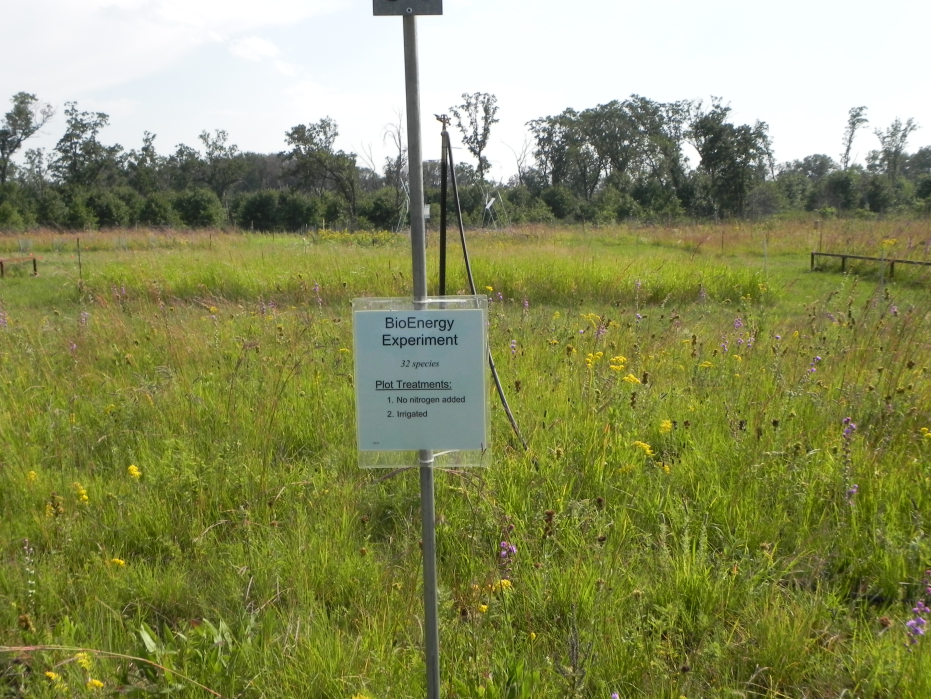 BioEnergy
Experiment
32 species
Plot Treatments:
1. No nitrogen added
2. Irrigated